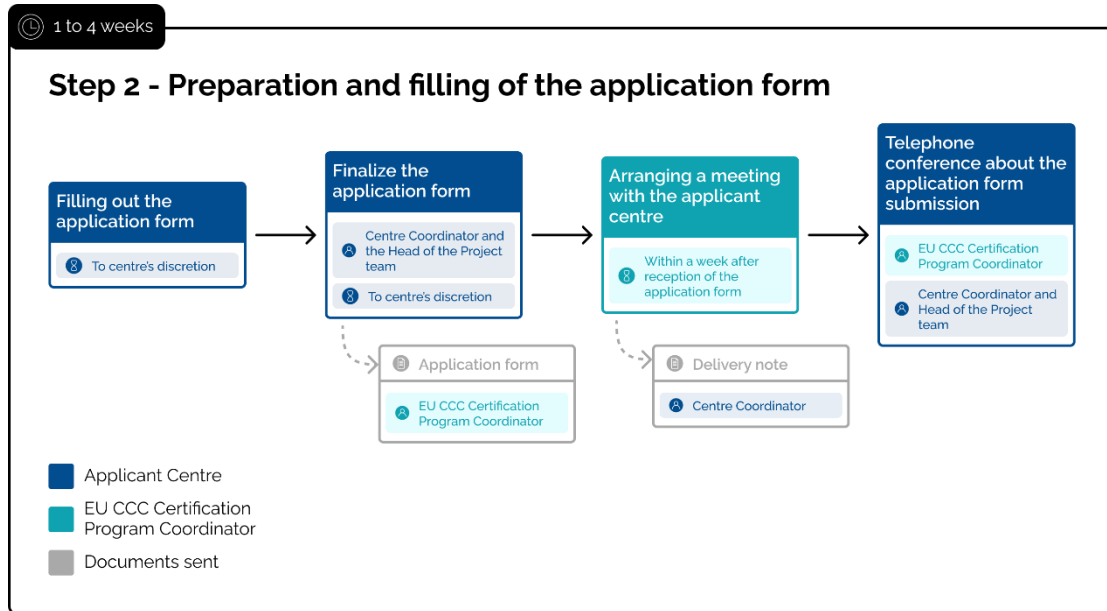 1 to 4 weeks
Step 2 - Preparation and filling of the application form
Filling out the
application form
To centre's discretion
Finalize the
application form
Centre Coordinator and
the Head of the Project
team
To centre's discretion
Application form
EU CCC Certification
Program Coordinator
Arranging a meeting
with the applicant
centre
Within a week after
reception of the
application form
Delivery note
Centre Coordinator
Telephone
conference about the
application form
submission
EU CCC Certification
Program Coordinator
Centre Coordinator and
Head of the Project
team
Applicant Centre
EU CCC Certification
Program Coordinator
Documents sent